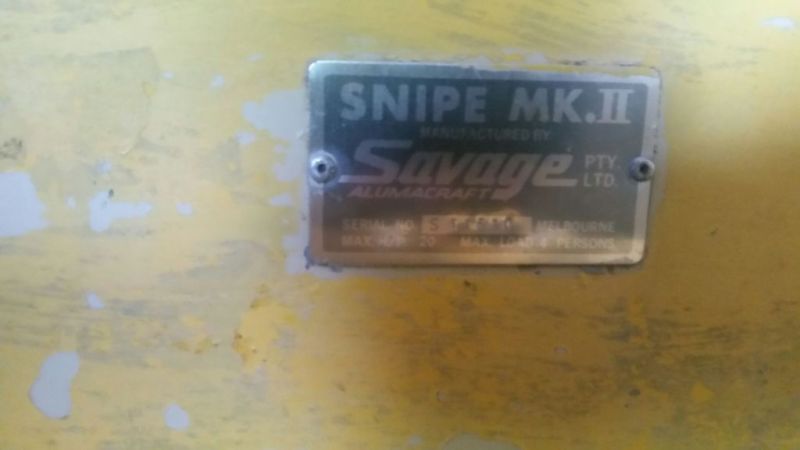 SNIPE MK.II
MANUFACTURED BY
Savage PTY. LTD.
ALUMACRAFT
SERIAL NO MELBOURNE
MAX. H.P. 20 MAX. LOAD 4 PERSONS